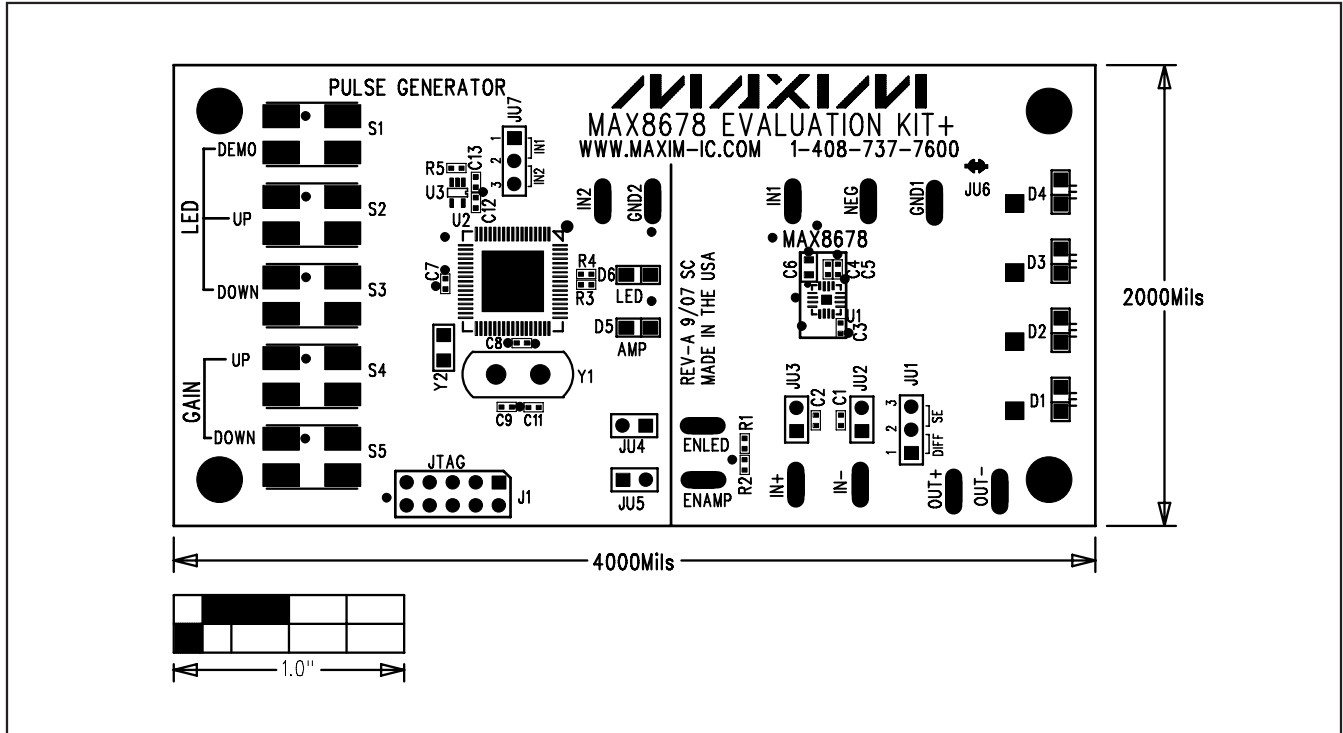 PULSE GENERATOR
MAXIM
MAX8678 EVALUATION KIT+
WWW.MAXIM-IC.COM 1-408-737-7600
S1
DEMO
LED
S2
UP
S3
DOWN
S4
UP
GAIN
S5
DOWN
JU7
1
2
3
IN1
IN2
R5
C13
U3
C12
U2
C7
R4
R3
D6
LED
D5
AMP
C8
Y2
Y1
C9
C11
JTAG
J1
JU4
JU5
IN2
GND2
REV-A 9/07 SC
MADE IN THE USA
ENLED
ENAMP
R1
R2
IN1
NEG
GND1
JU6
MAX8678
C6
C4
C5
U1
C3
JU3
C2
C1
JU2
JU1
3
2
1
SE
DIFF
IN+
IN-
OUT+
OUT-
D4
D3
D2
D1
2000Mils
4000Mils
1.0"